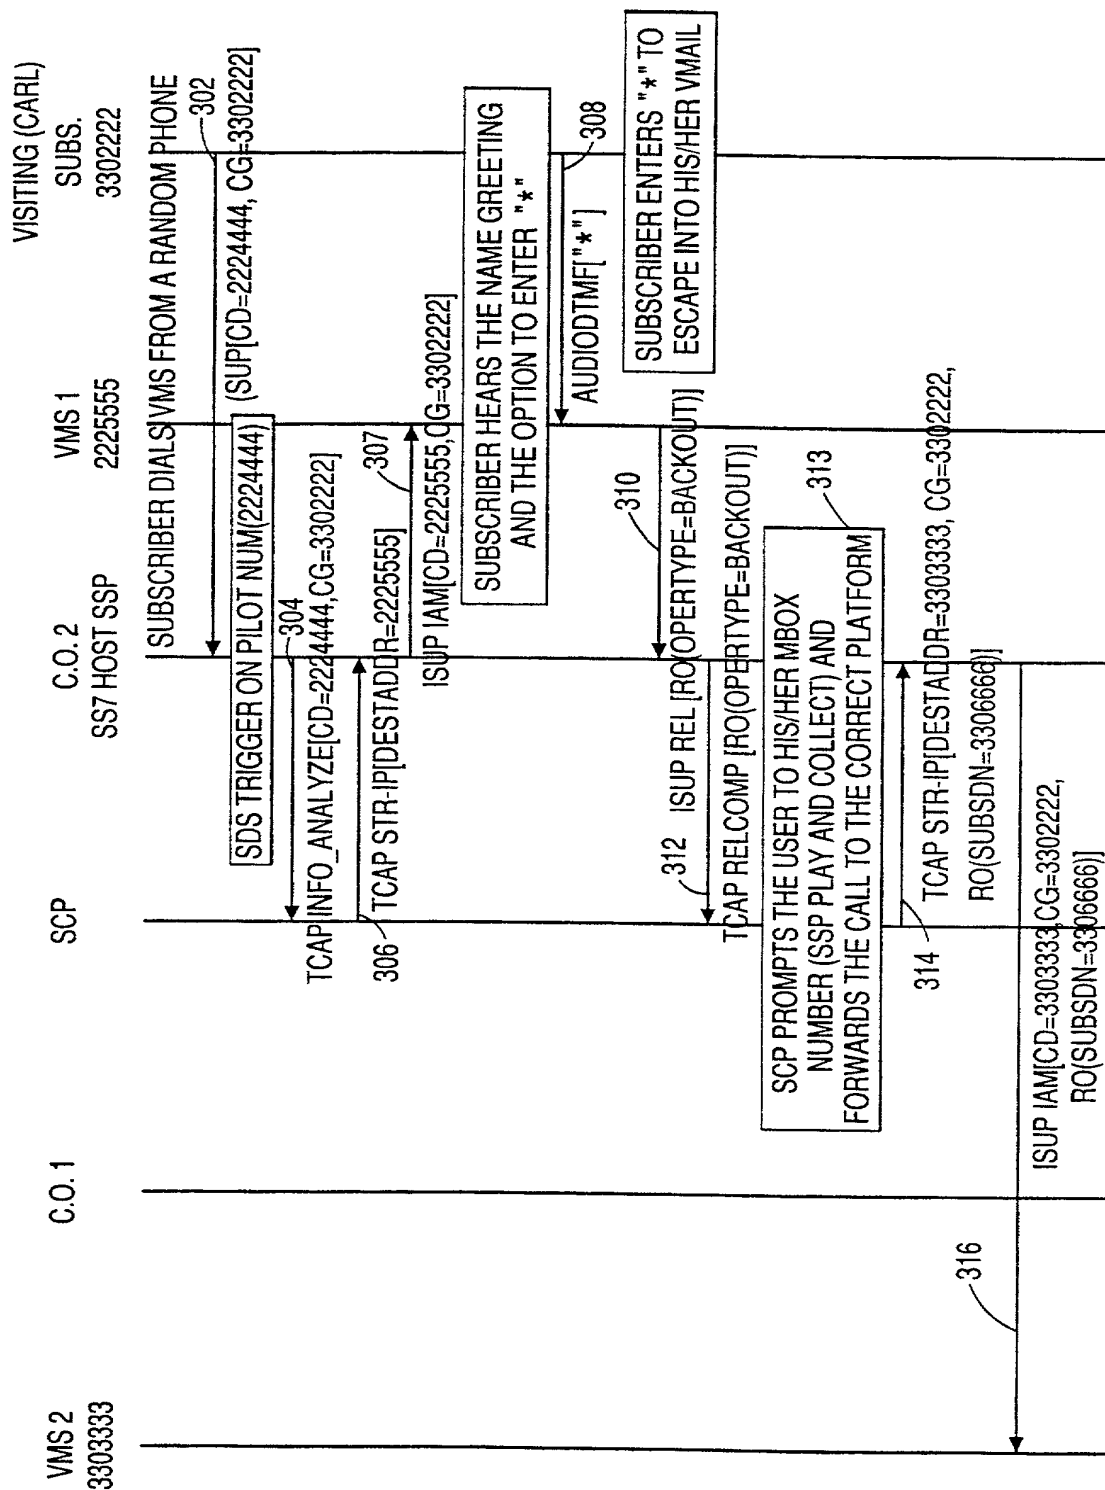 VMS 2
3303333
C.O. 1
SCP
C.O. 2
SS7 HOST SSP
VMS 1
2225555
VISITING (CARL)
SUBS.
3302222
SUBSCRIBER DIALS VMS FROM A RANDOM PHONE
302
(SUP[CD=2224444, CG=3302222]
SDS TRIGGER ON PILOT NUM(2224444)
304
TCAP INFO_ANALYZE[CD=2224444,CG=3302222]
306
TCAP STR-IP[DESTADDR=2225555]
307
ISUP IAM[CD=2225555,CG=3302222]
SUBSCRIBER HEARS THE NAME GREETING
AND THE OPTION TO ENTER "*"
308
AUDIODTMF["*"]
SUBSCRIBER ENTERS "*" TO
ESCAPE INTO HIS/HER VMAIL
310
ISUP REL [RO(OPERTYPE=BACKOUT)]
312
TCAP RELCOMP [RO(OPERTYPE=BACKOUT)]
313
SCP PROMPTS THE USER TO HIS/HER MBOX
NUMBER (SSP PLAY AND COLLECT) AND
FORWARDS THE CALL TO THE CORRECT PLATFORM
314
TCAP STR-IP[DESTADDR=3303333, CG=3302222,
RO(SUBSDN=3306666)]
316
ISUP IAM[CD=3303333,CG=3302222,
RO(SUBSDN=3306666)]